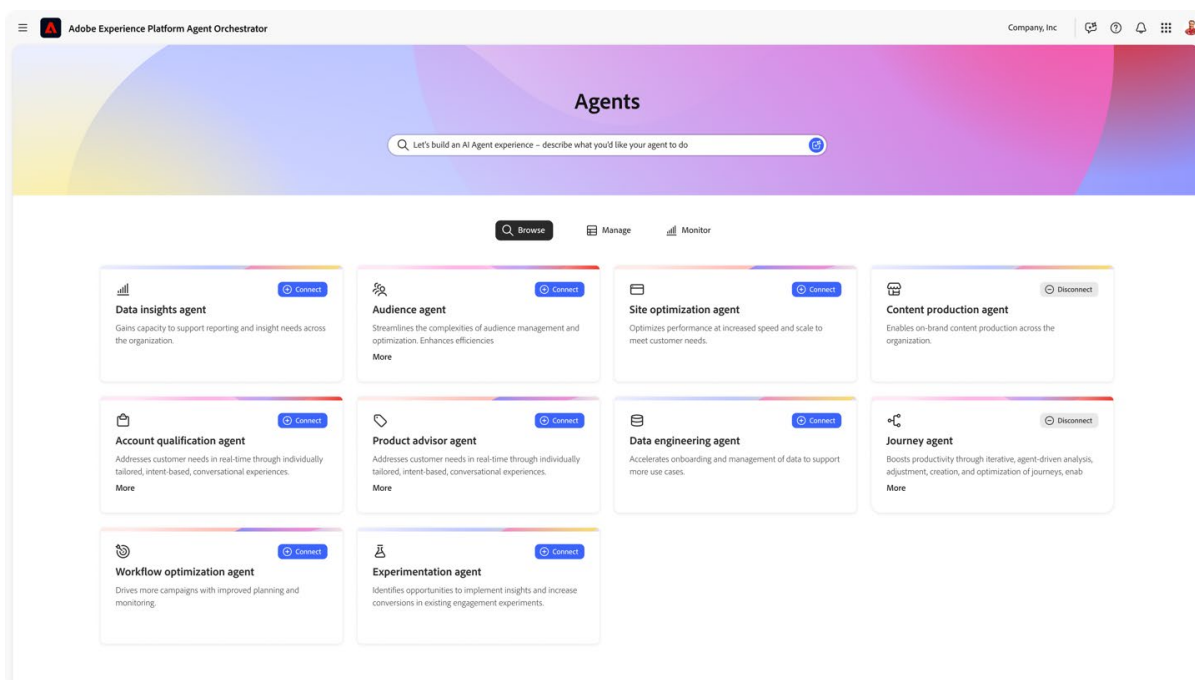 Adobe Experience Platform Agent Orchestrator
Company, Inc
Agents
Let's build an AI Agent experience – describe what you'd like your agent to do
Browse
Manage
Monitor
Connect
Data insights agent
Gains capacity to support reporting and insight needs across
the organization.
Connect
Audience agent
Streamlines the complexities of audience management and
optimization. Enhances efficiencies
More
Connect
Site optimization agent
Optimizes performance at increased speed and scale to
meet customer needs.
Disconnect
Content production agent
Enables on-brand content production across the
organization.
Connect
Account qualification agent
Addresses customer needs in real-time through individually
tailored, intent-based, conversational experiences.
More
Connect
Product advisor agent
Addresses customer needs in real-time through individually
tailored, intent-based, conversational experiences.
More
Connect
Data engineering agent
Accelerates onboarding and management of data to support
more use cases.
Disconnect
Journey agent
Boosts productivity through iterative, agent-driven analysis,
adjustment, creation, and optimization of journeys, enab
More
Connect
Workflow optimization agent
Drives more campaigns with improved planning and
monitoring.
Connect
Experimentation agent
Identifies opportunities to implement insights and increase
conversions in existing engagement experiments.